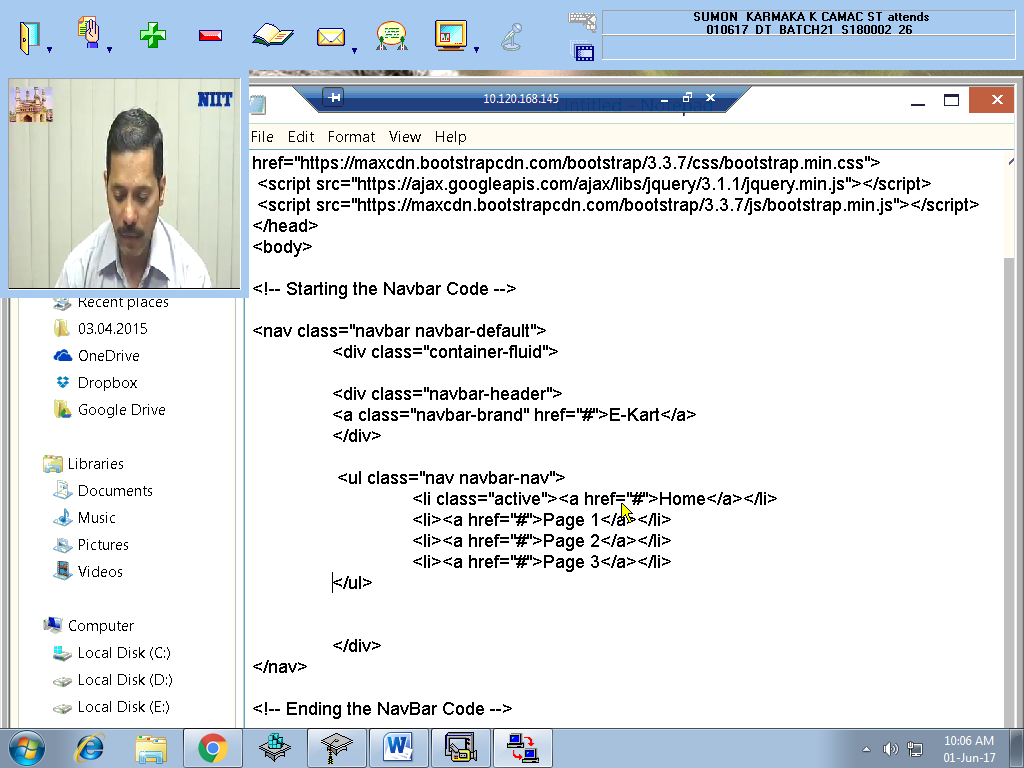 SUMON KARMAKA K CAMAC ST attends
010617_DT_BATCH21_S180002_26
NIIT
10.120.168.145
Untitled - Notepad
File Edit Format View Help
href="https://maxcdn.bootstrapcdn.com/bootstrap/3.3.7/css/bootstrap.min.css">
<script src="https://ajax.googleapis.com/ajax/libs/jquery/3.1.1/jquery.min.js"></script>
<script src="https://maxcdn.bootstrapcdn.com/bootstrap/3.3.7/js/bootstrap.min.js"></script>
</head>
<body>
<!-- Starting the Navbar Code -->
<nav class="navbar navbar-default">
<div class="container-fluid">
<div class="navbar-header">
<a class="navbar-brand" href="#">E-Kart</a>
</div>
<ul class="nav navbar-nav">
<li class="active"><a href="#">Home</a></li>
<li><a href="#">Page 1</a></li>
<li><a href="#">Page 2</a></li>
<li><a href="#">Page 3</a></li>
</ul>
</div>
</nav>
<!-- Ending the NavBar Code -->
Recent places
03.04.2015
OneDrive
Dropbox
Google Drive
Libraries
Documents
Music
Pictures
Videos
Computer
Local Disk (C:)
Local Disk (D:)
Local Disk (E:)
10:06 AM
01-Jun-17